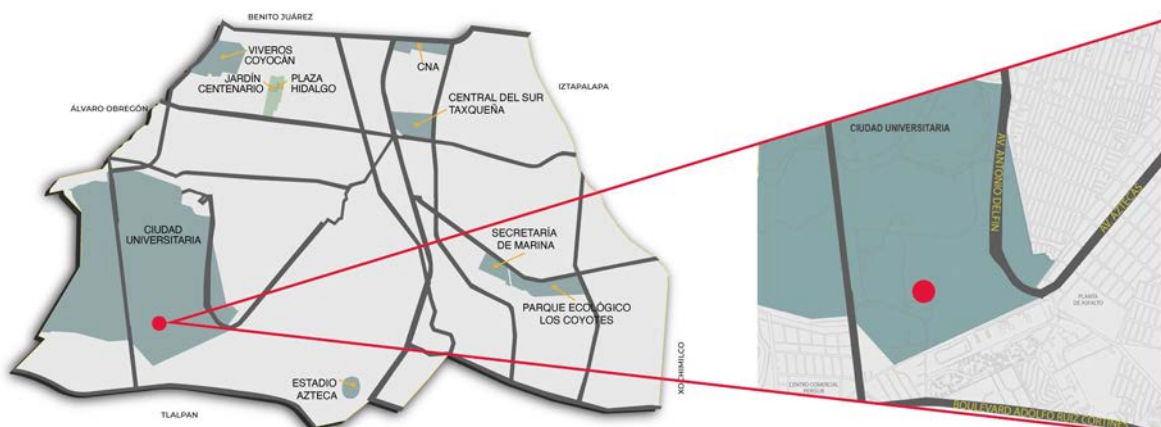 BENITO JUÁREZ
VIVEROS
COYOCÁN
JARDÍN
CENTENARIO
PLAZA
HIDALGO
CNA
IZTAPALAPA
ÁLVARO OBREGÓN
CENTRAL DEL SUR
TAXQUEÑA
CIUDAD
UNIVERSITARIA
SECRETARÍA
DE MARINA
PARQUE ECOLÓGICO
LOS COYOTES
ESTADIO
AZTECA
TLALPAN
XOCHIMILCO
CIUDAD UNIVERSITARIA
AV. ANTONIO DELFIN
AV. AZTECAS
PLANTA
DE ASFALTO
CENTRO COMERCIAL
PERISUR
BOULEVARD ADOLFO RUIZ CORTINES